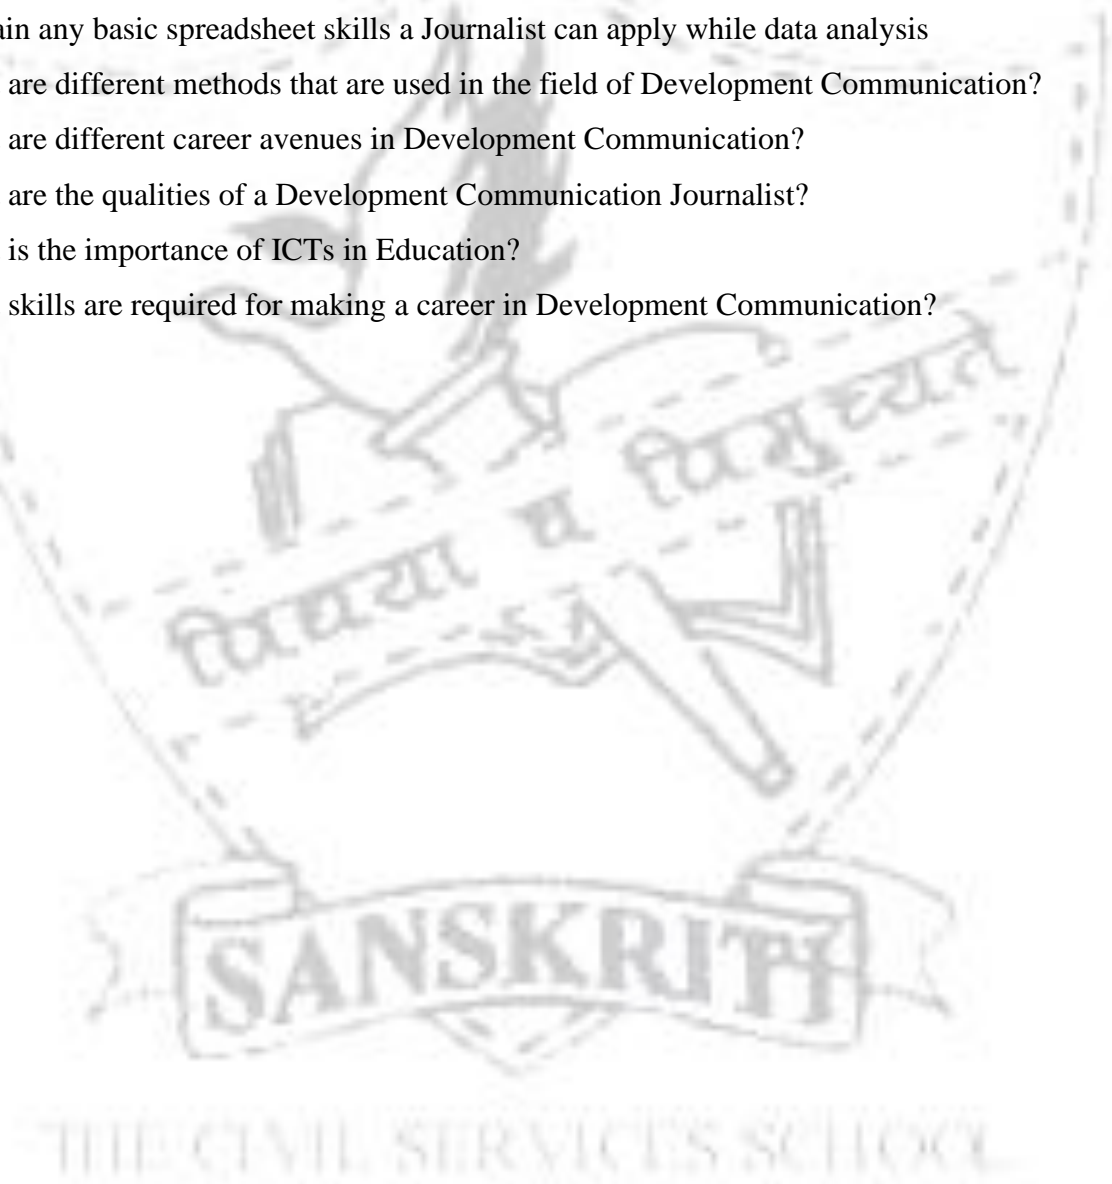 ain any basic spreadsheet skills a Journalist can apply while data analysis
are different methods that are used in the field of Development Communication?
are different career avenues in Development Communication?
are the qualities of a Development Communication Journalist?
is the importance of ICTs in Education?
skills are required for making a career in Development Communication?
विद्यया च विमुच्यते
SANSKRITI
THE CIVIL SERVICES SCHOOL